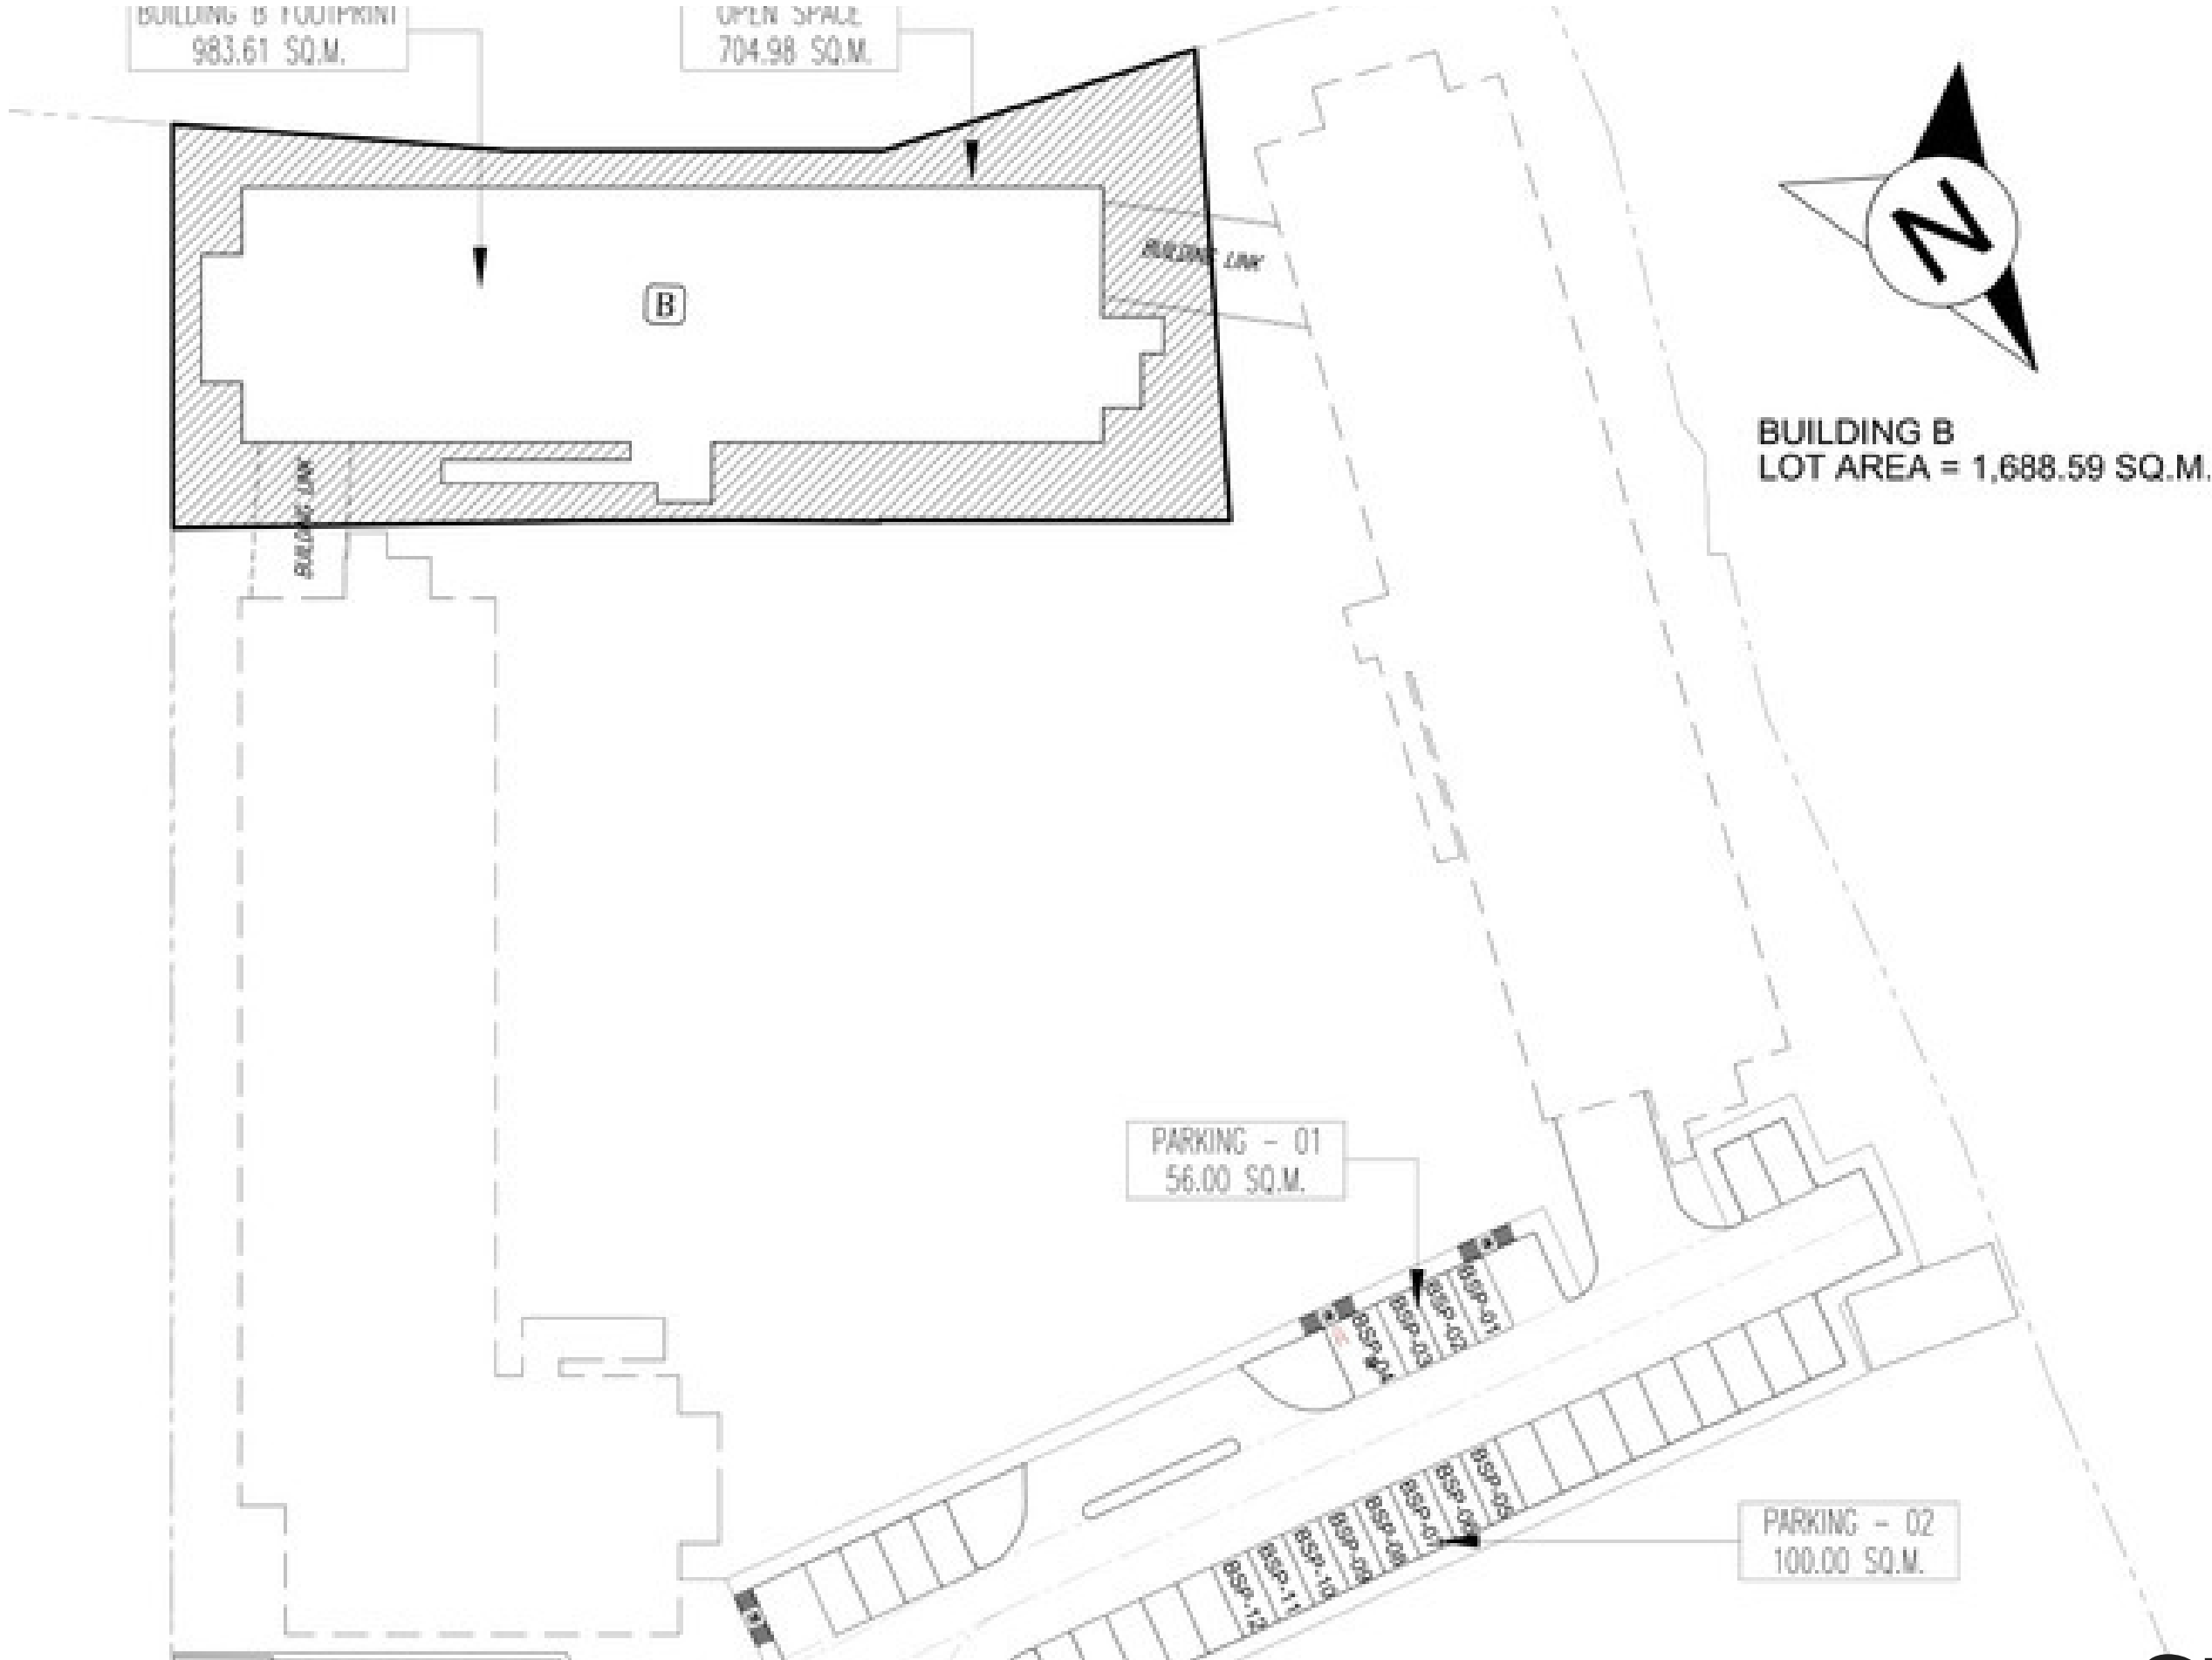 BUILDING B FOOTPRINT
983.61 SQ.M.
OPEN SPACE
704.98 SQ.M.
N
BUILDING LINK
B
BUILDING B
LOT AREA = 1,688.59 SQ.M.
BUILDING LINK
PARKING - 01
56.00 SQ.M.
BSP-01
BSP-02
BSP-03
BSP-04
BSP-05
BSP-06
BSP-07
BSP-08
BSP-09
BSP-10
BSP-11
BSP-12
PARKING - 02
100.00 SQ.M.